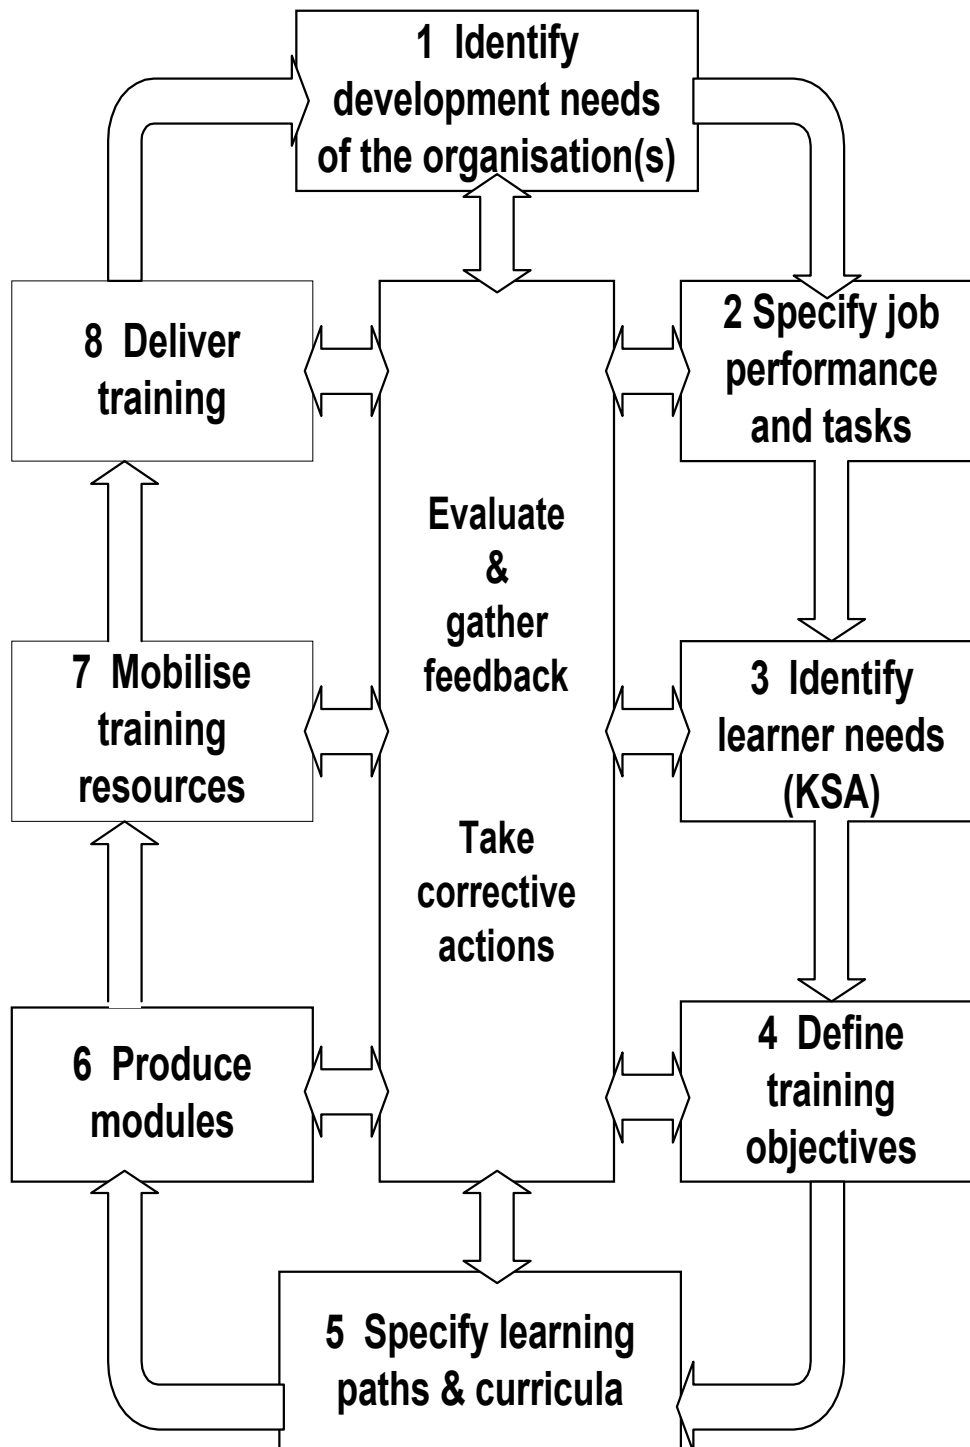 1 Identify
development needs
of the organisation(s)
2 Specify job
performance
and tasks
3 Identify
learner needs
(KSA)
4 Define
training
objectives
5 Specify learning
paths & curricula
6 Produce
modules
7 Mobilise
training
resources
8 Deliver
training
Evaluate
&
gather
feedback
Take
corrective
actions